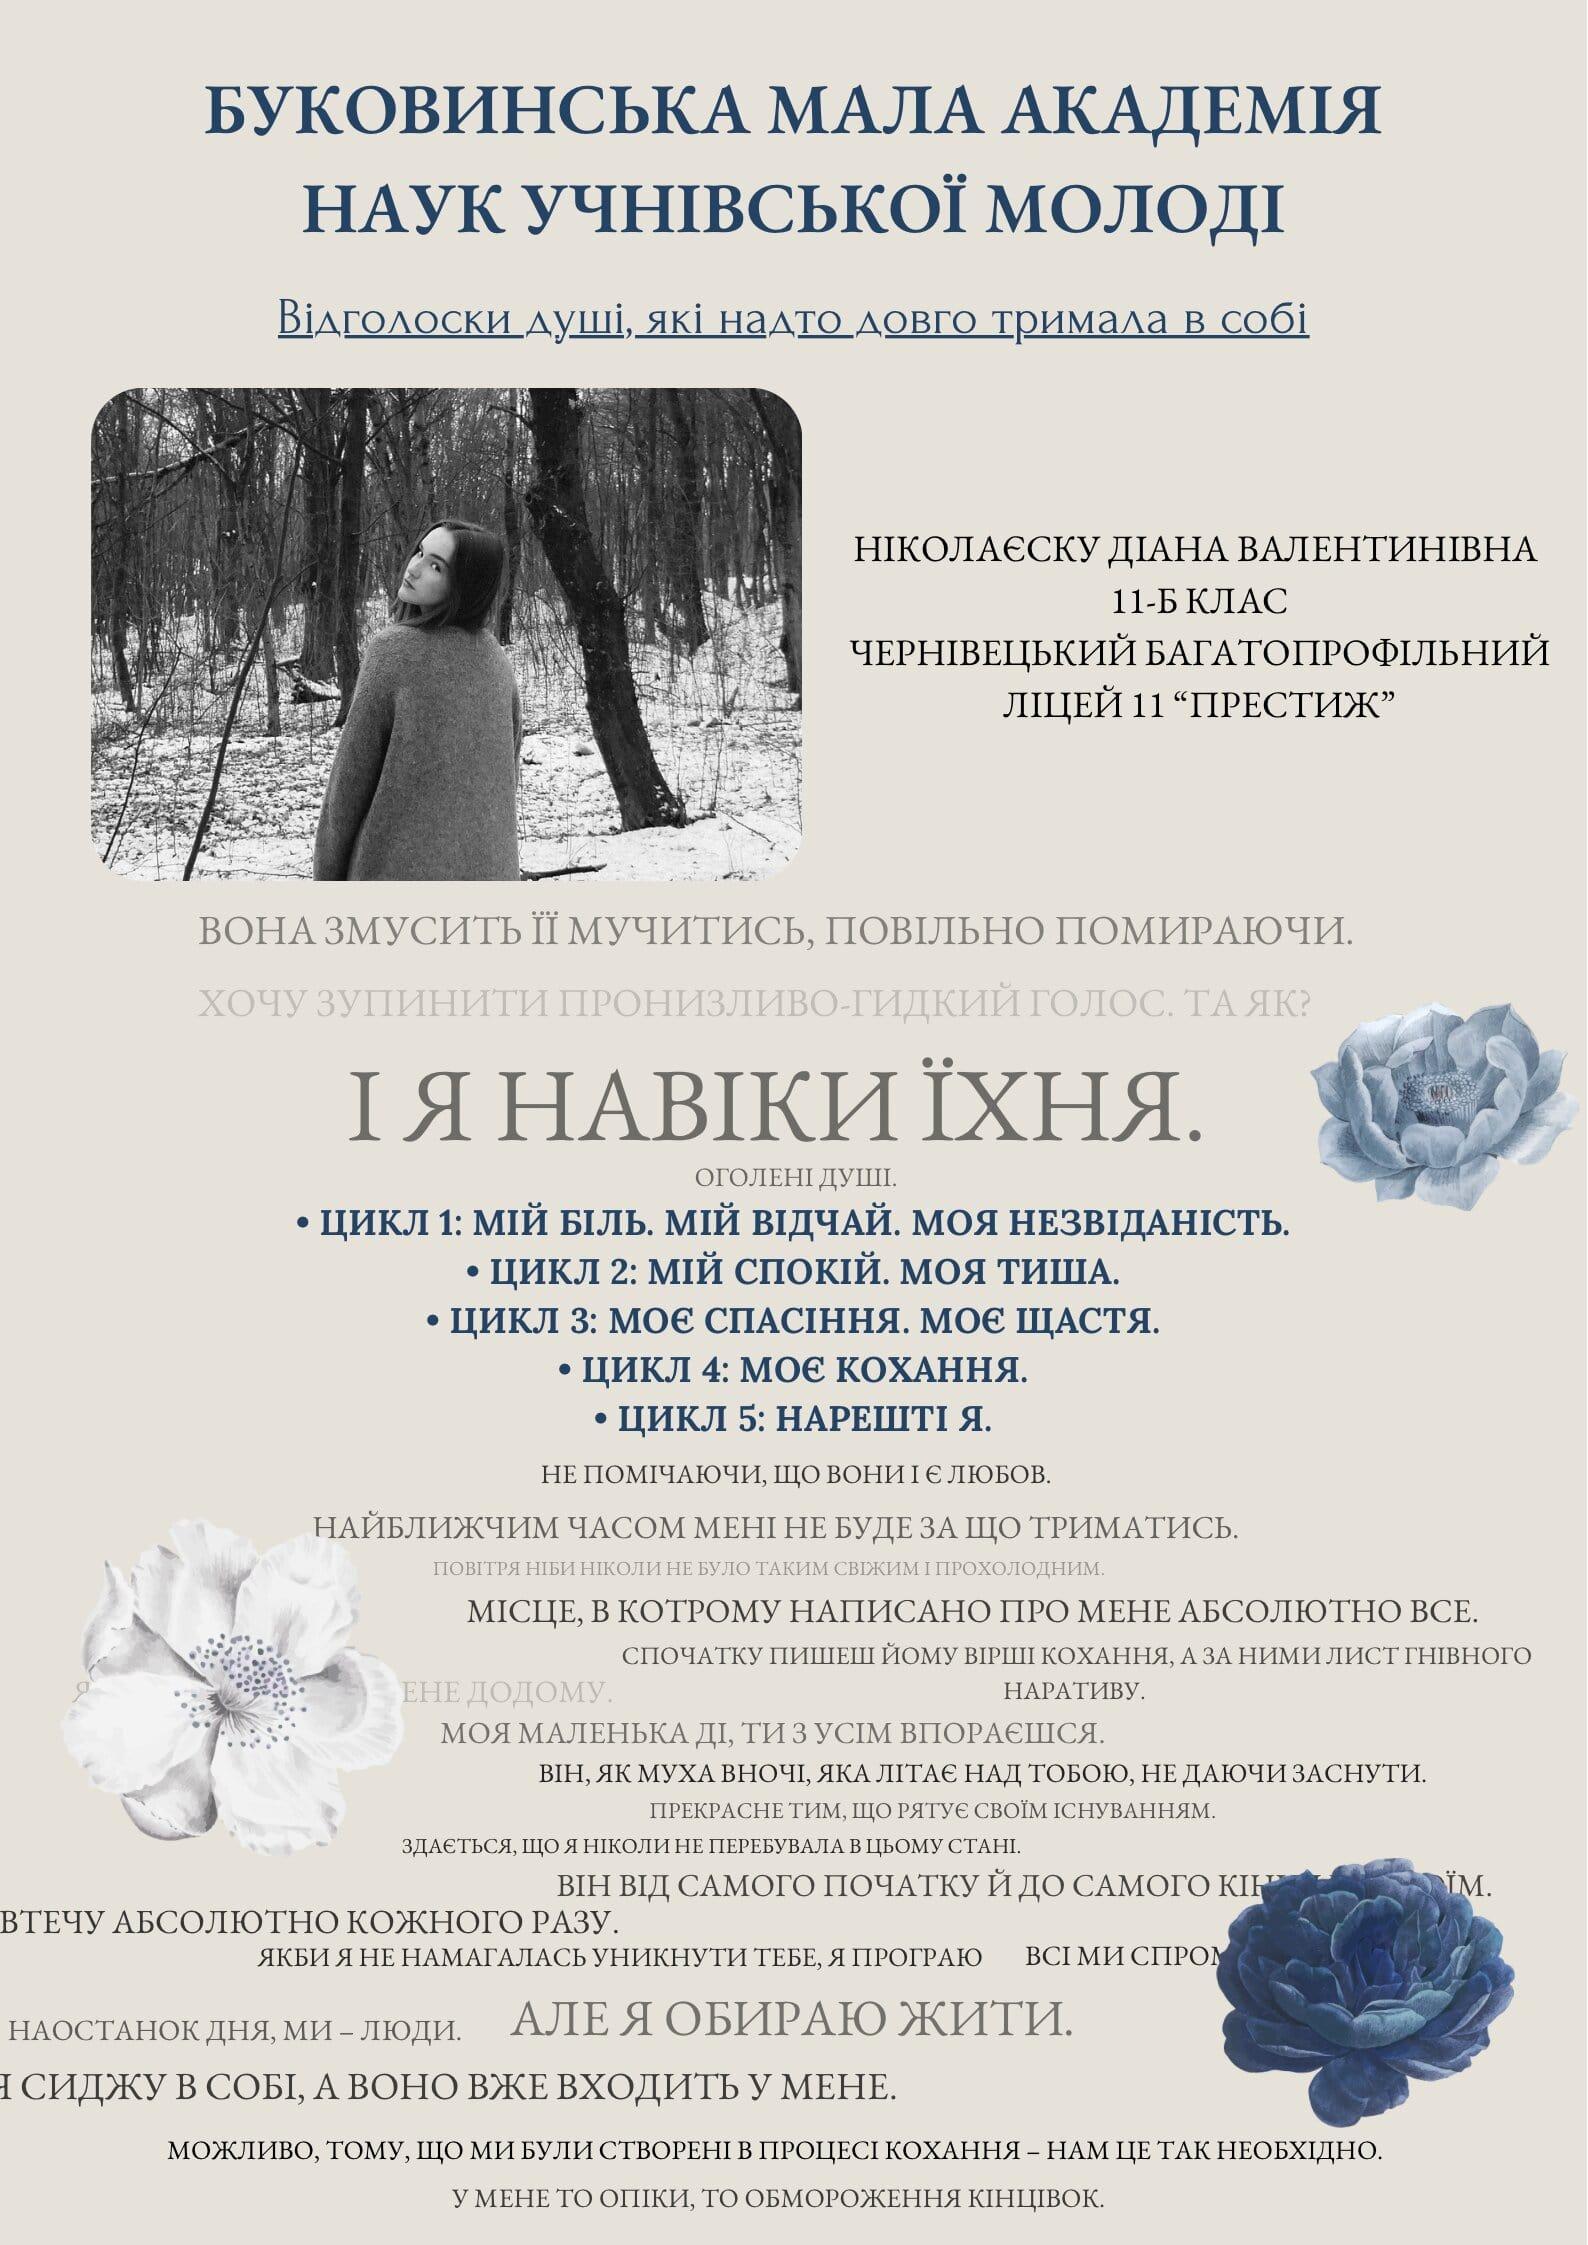 БУКОВИНСЬКА МАЛА АКАДЕМІЯ
НАУК УЧНІВСЬКОЇ МОЛОДІ
Відголоски душі, які надто довго тримала в собі
НІКОЛАЄСКУ ДІАНА ВАЛЕНТИНІВНА
11-Б КЛАС
ЧЕРНІВЕЦЬКИЙ БАГАТОПРОФІЛЬНИЙ
ЛІЦЕЙ 11 “ПРЕСТИЖ”
ВОНА ЗМУСИТЬ ЇЇ МУЧИТИСЬ, ПОВІЛЬНО ПОМИРАЮЧИ.
ХОЧУ ЗУПИНИТИ ПРОНИЗЛИВО-ГИДКИЙ ГОЛОС. ТА ЯК?
І Я НАВІКИ ЇХНЯ.
ОГОЛЕНІ ДУШІ.
• ЦИКЛ 1: МІЙ БІЛЬ. МІЙ ВІДЧАЙ. МОЯ НЕЗВІДАНІСТЬ.
• ЦИКЛ 2: МІЙ СПОКІЙ. МОЯ ТИША.
• ЦИКЛ 3: МОЄ СПАСІННЯ. МОЄ ЩАСТЯ.
• ЦИКЛ 4: МОЄ КОХАННЯ.
• ЦИКЛ 5: НАРЕШТІ Я.
НЕ ПОМІЧАЮЧИ, ЩО ВОНИ І Є ЛЮБОВ.
НАЙБЛИЖЧИМ ЧАСОМ МЕНІ НЕ БУДЕ ЗА ЩО ТРИМАТИСЬ.
ПОВІТРЯ НІБИ НІКОЛИ НЕ БУЛО ТАКИМ СВІЖИМ І ПРОХОЛОДНИМ.
МІСЦЕ, В КОТРОМУ НАПИСАНО ПРО МЕНЕ АБСОЛЮТНО ВСЕ.
СПОЧАТКУ ПИШЕШ ЙОМУ ВІРШІ КОХАННЯ, А ЗА НИМИ ЛИСТ ГНІВНОГО
НАРАТИВУ.
ДОДОМУ.
МОЯ МАЛЕНЬКА ДІ, ТИ З УСІМ ВПОРАЄШСЯ.
ВІН, ЯК МУХА ВНОЧІ, ЯКА ЛІТАЄ НАД ТОБОЮ, НЕ ДАЮЧИ ЗАСНУТИ.
ПРЕКРАСНЕ ТИМ, ЩО РЯТУЄ СВОЇМ ІСНУВАННЯМ.
ЗДАЄТЬСЯ, ЩО Я НІКОЛИ НЕ ПЕРЕБУВАЛА В ЦЬОМУ СТАНІ.
ВІН ВІД САМОГО ПОЧАТКУ Й ДО САМОГО
ВТЕЧУ АБСОЛЮТНО КОЖНОГО РАЗУ.
ЯКБИ Я НЕ НАМАГАЛАСЬ УНИКНУТИ ТЕБЕ, Я ПРОГРАЮ
ВСІ МИ
НАОСТАНОК ДНЯ, МИ – ЛЮДИ.
АЛЕ Я ОБИРАЮ ЖИТИ.
Я СИДЖУ В СОБІ, А ВОНО ВЖЕ ВХОДИТЬ У МЕНЕ.
МОЖЛИВО, ТОМУ, ЩО МИ БУЛИ СТВОРЕНІ В ПРОЦЕСІ КОХАННЯ – НАМ ЦЕ ТАК НЕОБХІДНО.
У МЕНЕ ТО ОПІКИ, ТО ОБМОРОЖЕННЯ КІНЦІВОК.